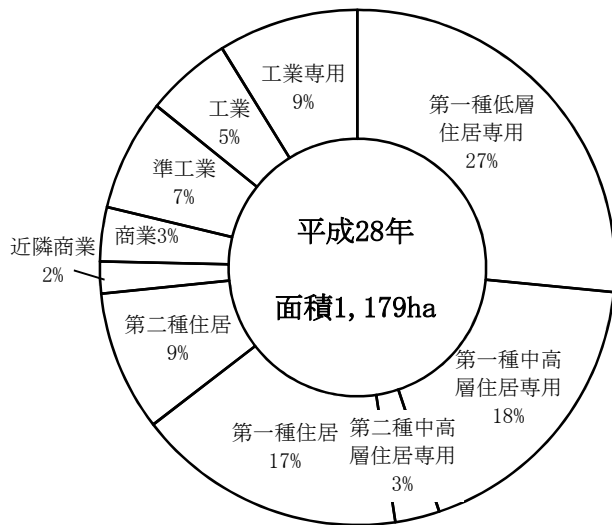 平成28年
面積1,179ha
第一種低層
住居専用
27%
第一種中高
層住居専用
18%
第二種中高
層住居専用
3%
第一種住居
17%
第二種住居
9%
近隣商業
2%
商業3%
準工業
7%
工業
5%
工業専用
9%